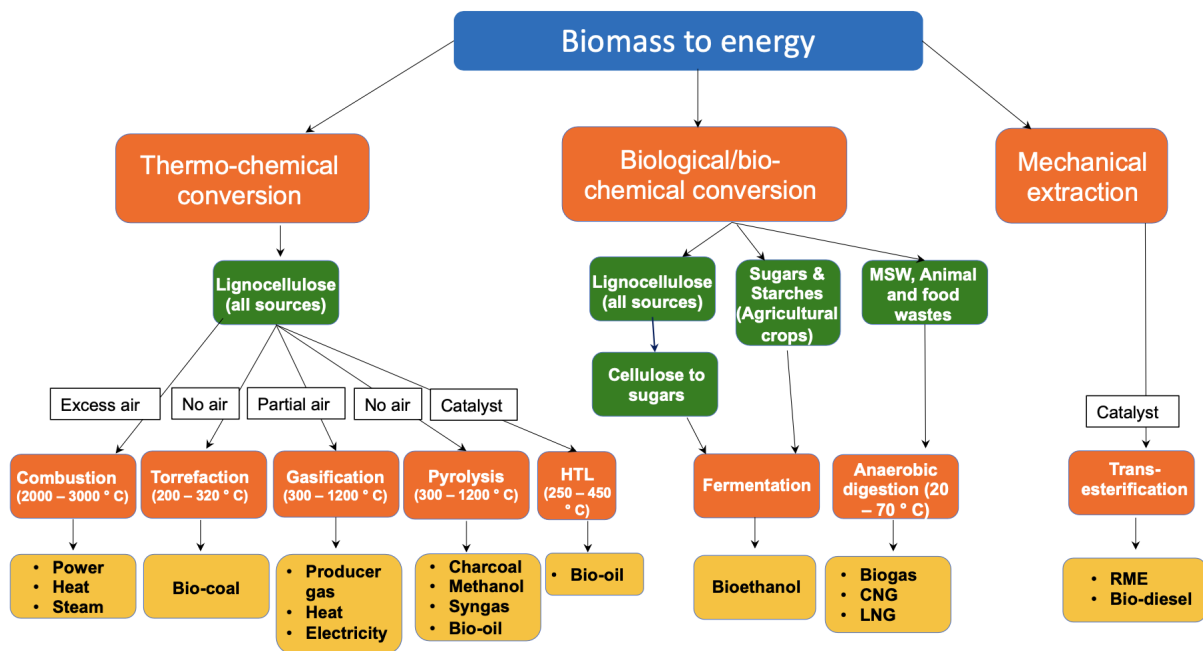 Biomass to energy
Thermo-chemical
conversion
Biological/bio-
chemical conversion
Mechanical
extraction
Lignocellulose
(all sources)
Lignocellulose
(all sources)
Sugars &
Starches
(Agricultural
crops)
MSW, Animal
and food
wastes
Cellulose to
sugars
Excess air
No air
Partial air
No air
Catalyst
Catalyst
Combustion
(2000 – 3000 ° C)
Torrefaction
(200 – 320 ° C)
Gasification
(300 – 1200° C)
Pyrolysis
(300 – 1200 ° C)
HTL
(250 – 450
° C)
Fermentation
Anaerobic
digestion (20
– 70 ° C)
Trans-
esterification
• Power
• Heat
• Steam
Bio-coal
• Producer
gas
• Heat
• Electricity
• Charcoal
• Methanol
• Syngas
• Bio-oil
• Bio-oil
Bioethanol
• Biogas
• CNG
• LNG
• RME
• Bio-diesel